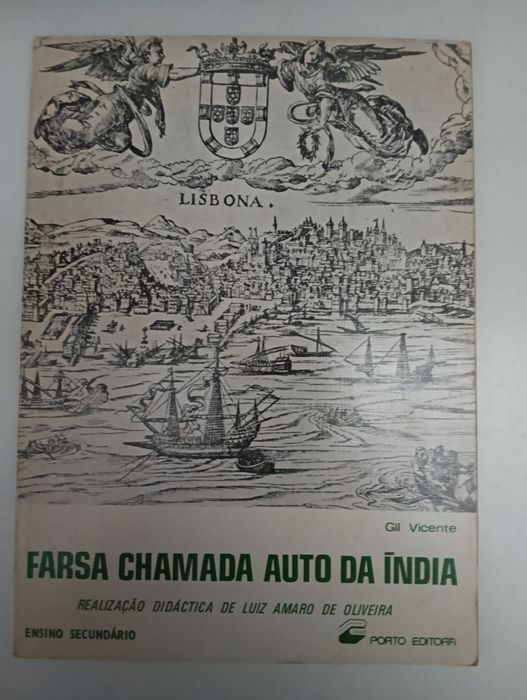 LISBONA.
Gil Vicente
FARSA CHAMADA AUTO DA ÍNDIA
REALIZAÇÃO DIDÁCTICA DE LUIZ AMARO DE OLIVEIRA
ENSINO SECUNDÁRIO
PORTO EDITORA